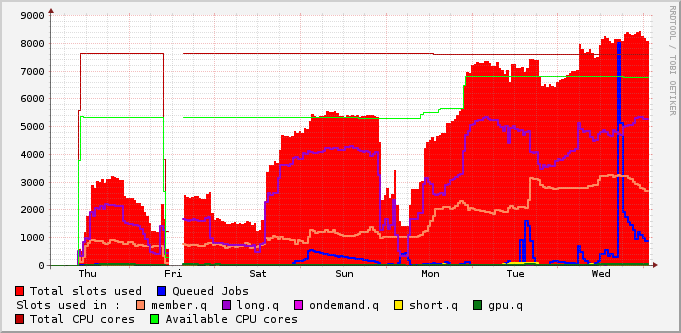 9000
8000
7000
6000
5000
4000
3000
2000
1000
0
Thu Fri Sat Sun Mon Tue Wed
RRDTOOL / TOBI OETIKER
Total slots used Queued Jobs
Slots used in : member.q long.q ondemand.q short.q gpu.q
Total CPU cores Available CPU cores